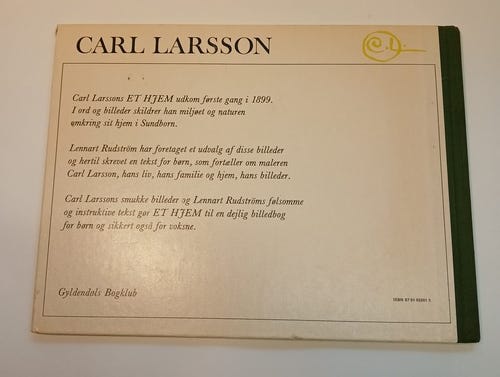 CARL LARSSON
C.L.
Carl Larssons ET HJEM udkom første gang i 1899.
I ord og billeder skildrer han miljøet og naturen
omkring sit hjem i Sundborn.
Lennart Rudström har foretaget et udvalg af disse billeder
og hertil skrevet en tekst for børn, som fortæller om maleren
Carl Larsson, hans liv, hans familie og hjem, hans billeder.
Carl Larssons smukke billeder og Lennart Rudströms følsomme
og instruktive tekst gør ET HJEM til en dejlig billedbog
for børn og sikkert også for voksne.
Gyldendals Bogklub
ISBN